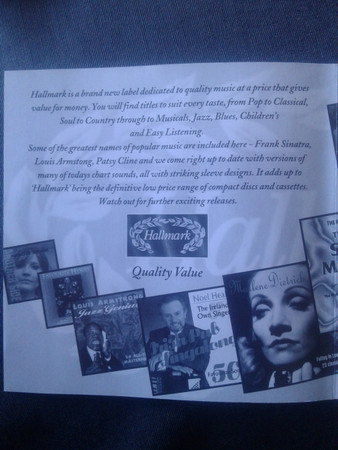 Hallmark is a brand new label dedicated to quality music at a price that gives
value for money. You will find titles to suit every taste, from Pop to Classical,
Soul to Country through to Musicals, Jazz, Blues, Children's
and Easy Listening.
Some of the greatest names of popular music are included here - Frank Sinatra,
Louis Armstong, Patsy Cline and we come right up to date with versions of
many of todays chart sounds, all with striking sleeve designs. It adds up to
'Hallmark' being the definitive low price range of compact discs and cassettes.
Watch out for further exciting releases.
Hallmark
Quality Value
LOUIS ARMSTRONG
Jazz Genius
Noel
Own Singer
Marlene Dietrich